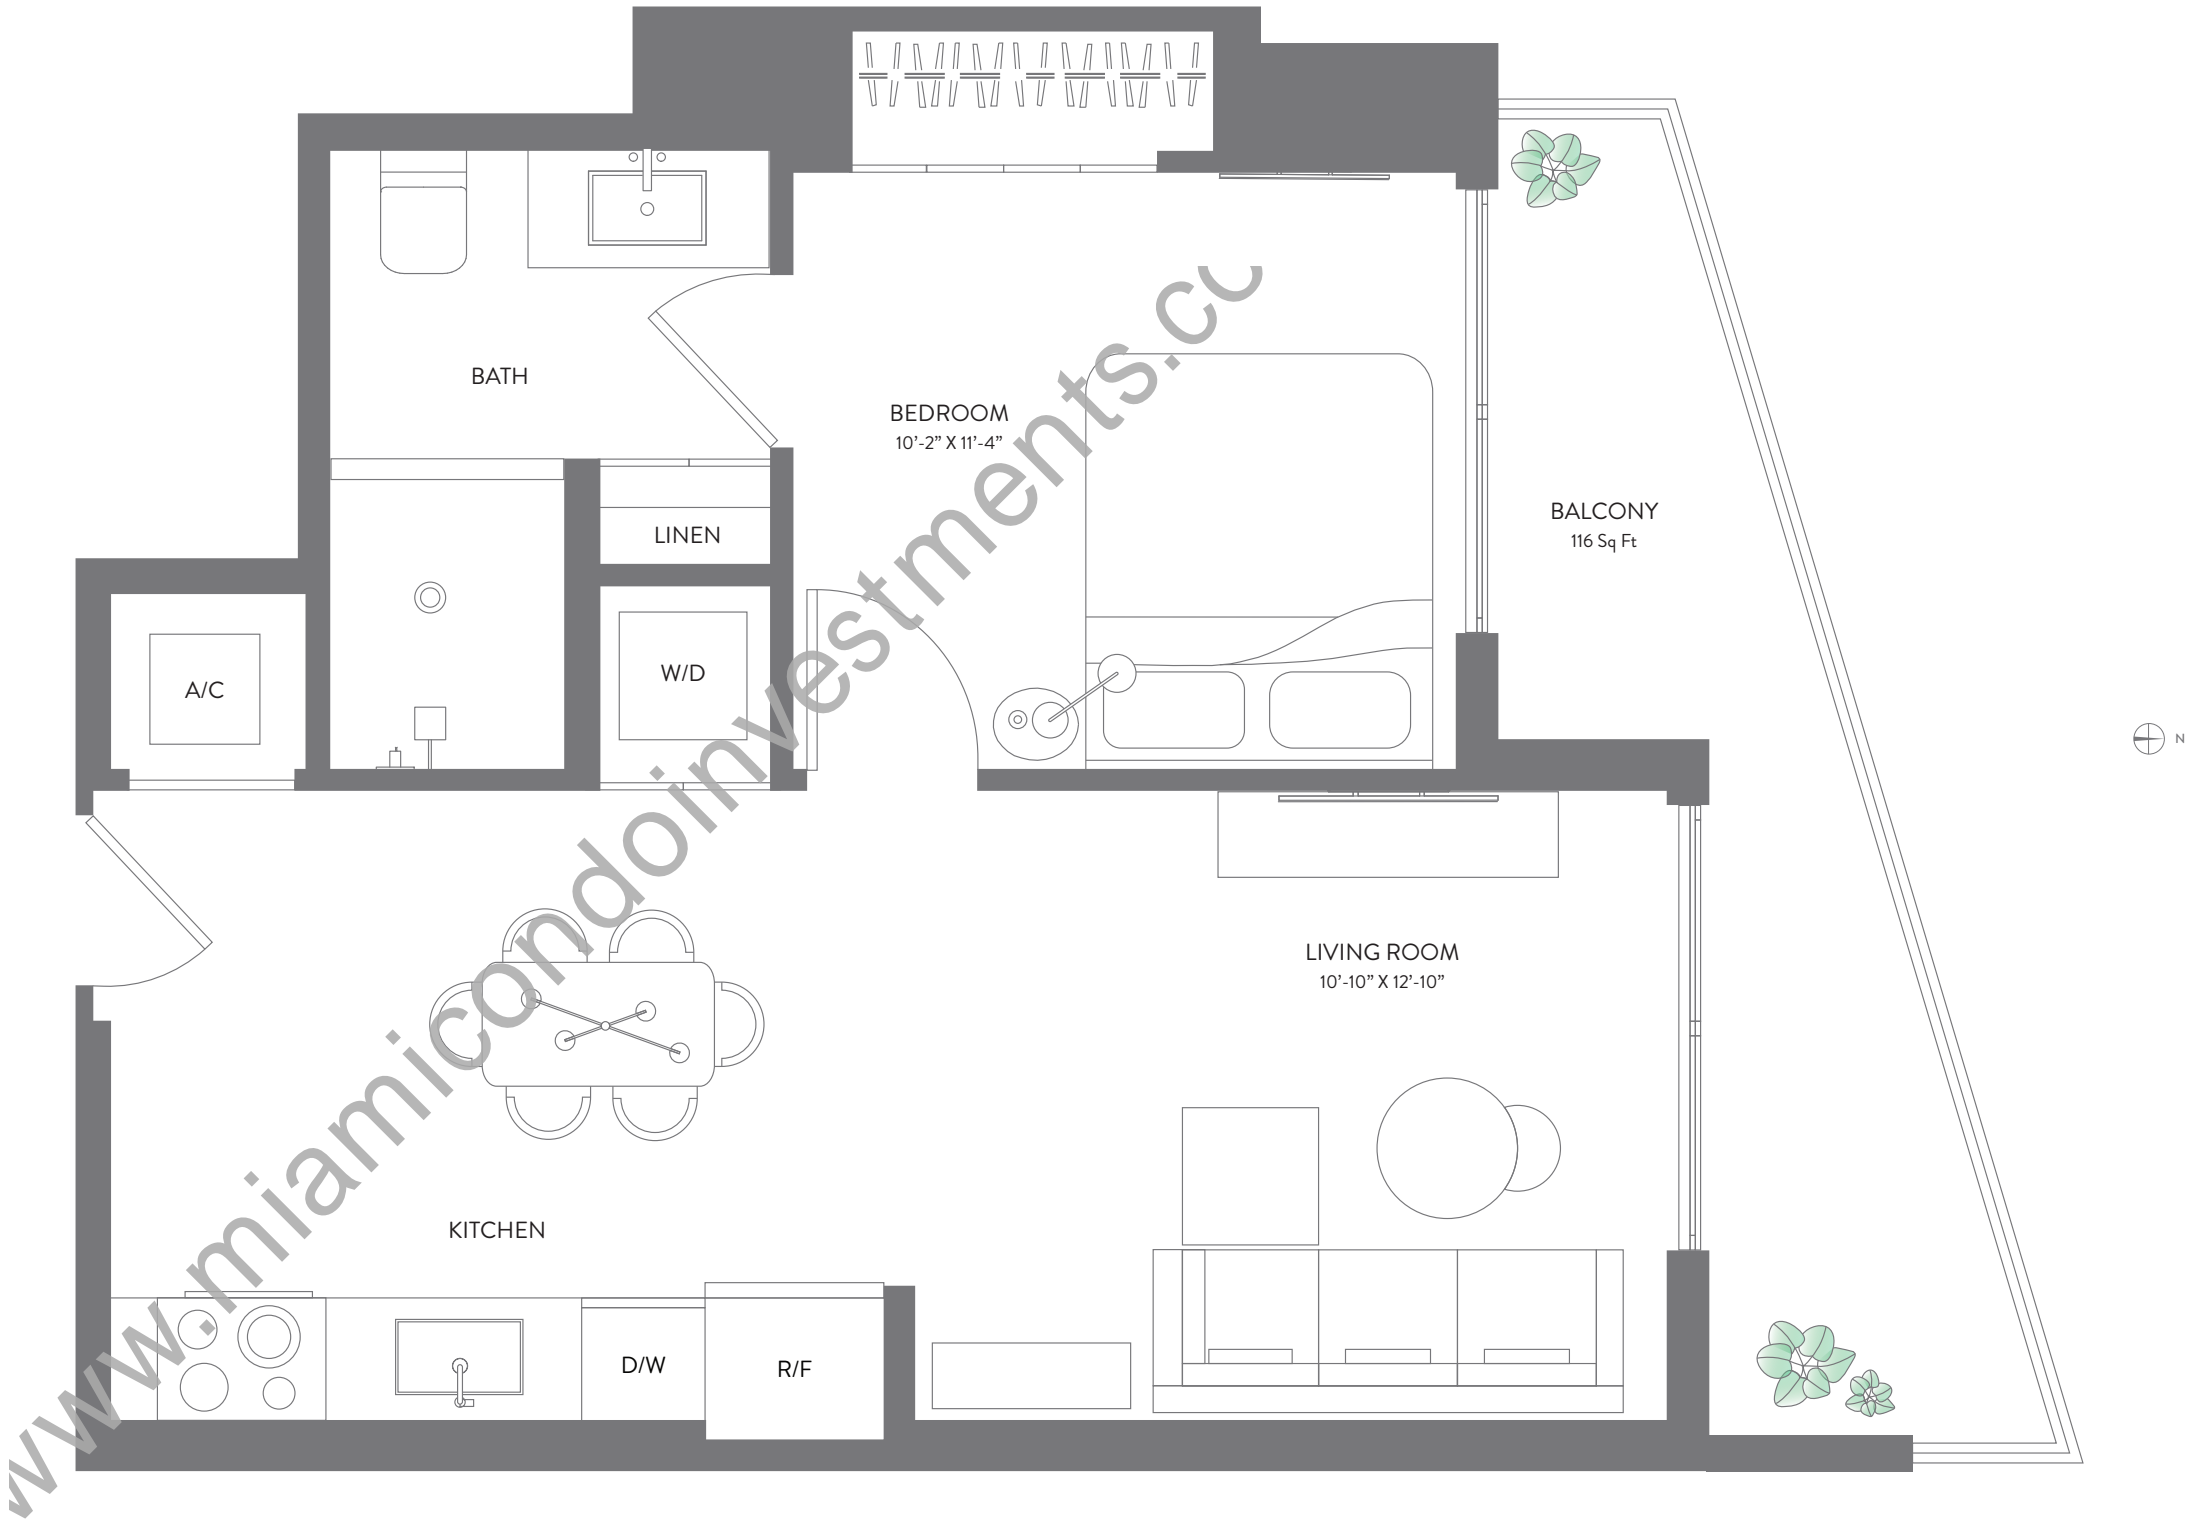 BATH
BEDROOM
10’-2” X 11’-4”
BALCONY
116 Sq Ft
LINEN
W/D
A/C
N
LIVING ROOM
10’-10” X 12’-10”
KITCHEN
D/W
R/F
www.miamicondoinvestments.co